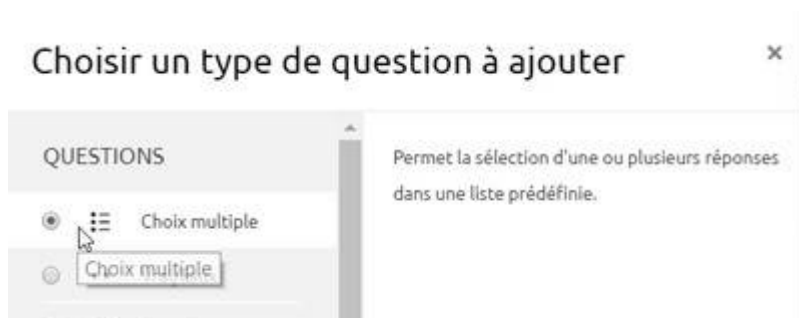 Choisir un type de question à ajouter
×
QUESTIONS
Permet la sélection d'une ou plusieurs réponses
dans une liste prédéfinie.
Choix multiple
Choix multiple